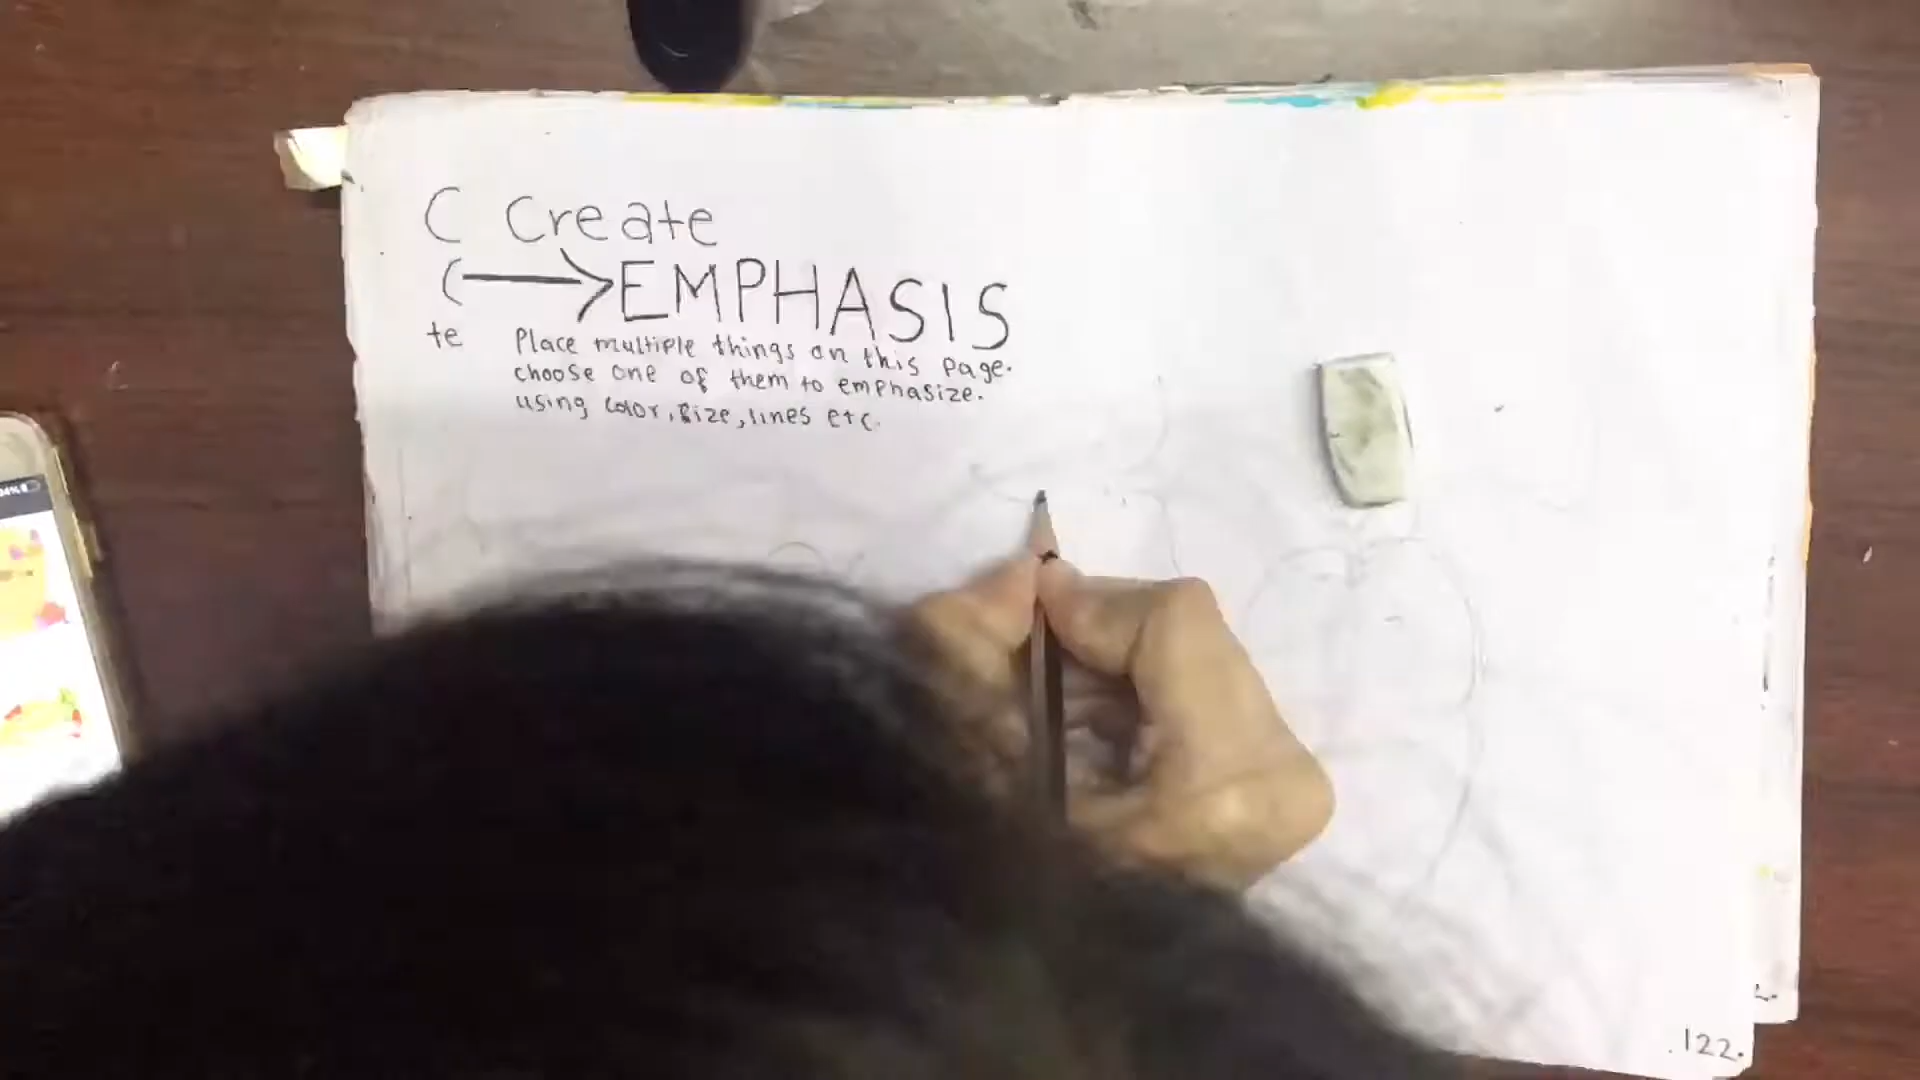 C Create
EMPHASIS
te Place multiple things on this page.
choose one of them to emphasize.
using color, size, lines etc.
.122.